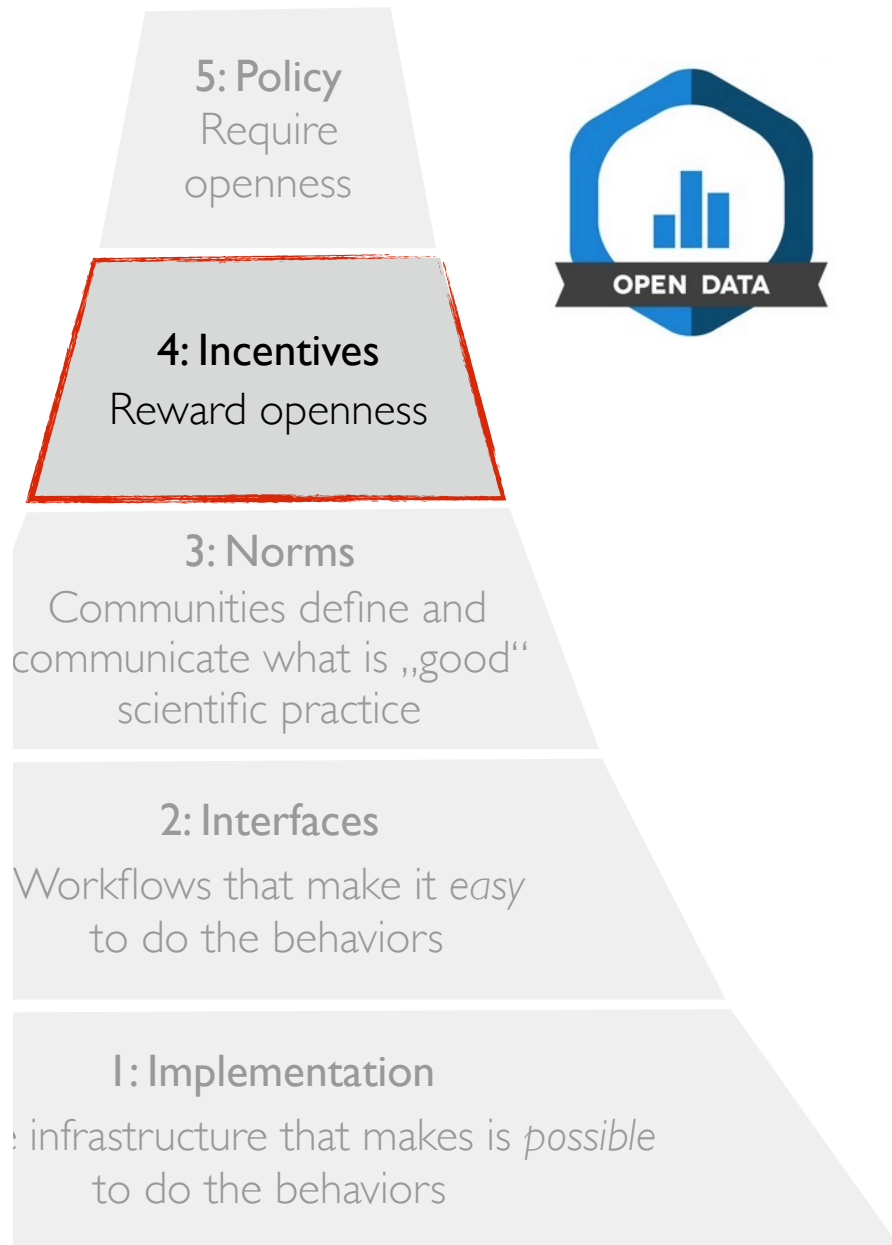 5: Policy
Require
openness
OPEN DATA
4: Incentives
Reward openness
3: Norms
Communities define and
communicate what is „good“
scientific practice
2: Interfaces
Workflows that make it easy
to do the behaviors
1: Implementation
infrastructure that makes is possible
to do the behaviors